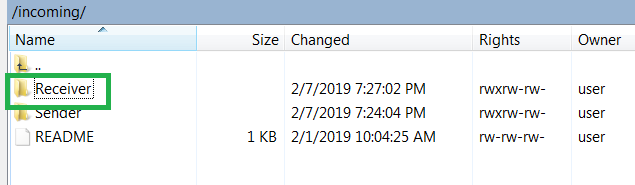 /incoming/
Name Size Changed Rights Owner
..
Receiver 2/7/2019 7:27:02 PM rwxrw-rw- user
Sender 2/7/2019 7:24:04 PM rwxrw-rw- user
README 1 KB 2/1/2019 10:04:25 AM rw-rw-rw- user